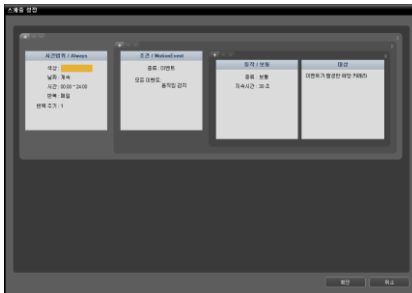 스케줄 설정
시간범위 / Always
색상 :
날짜 : 계속
시간 : 00:00 ~ 24:00
반복 : 매일
반복 주기 : 1
조건 / MotionEvent
종류 : 이벤트
모든 이벤트:
움직임 감지
동작 / 보통
종류 : 보통
지속시간 : 30 초
대상
이벤트가 발생한 해당 카메라
확인
취소